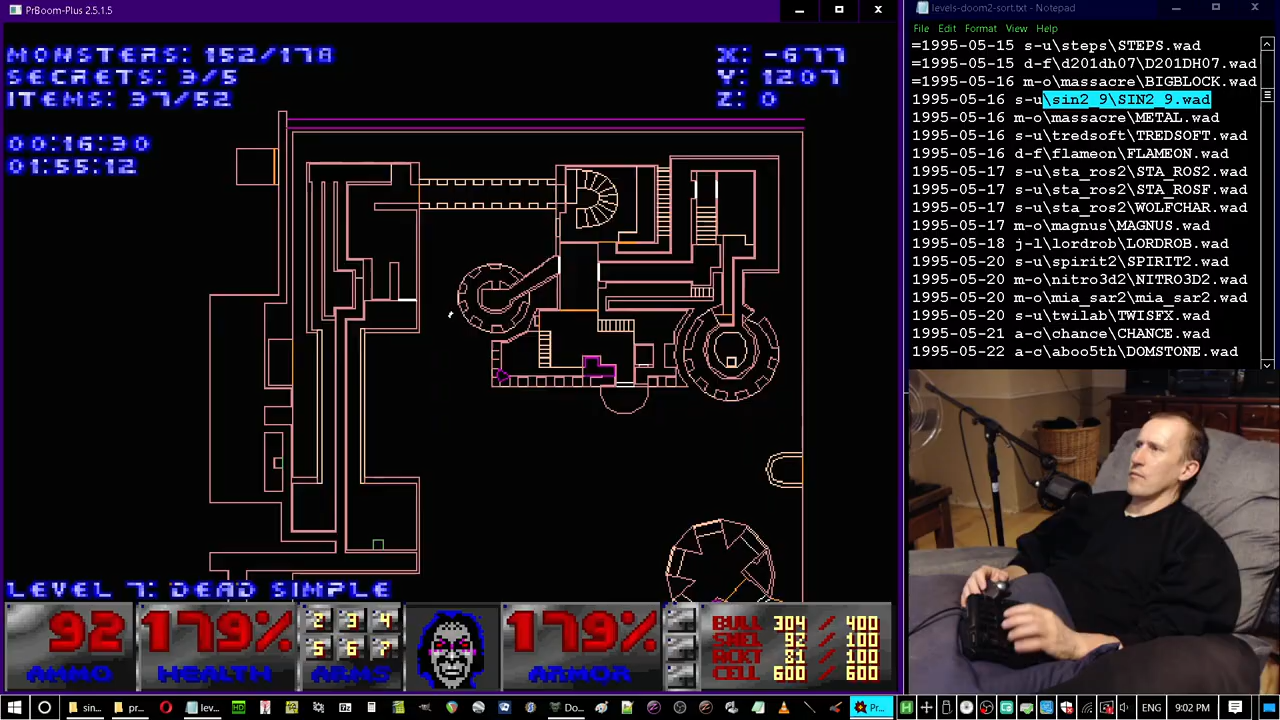 PrBoom-Plus 2.5.1.5
MONSTERS: 152/178
SECRETS: 3/5
ITEMS: 37/52
00:16:30
01:55:12
X: -677
Y: 1207
Z: 0
LEVEL 7: DEAD SIMPLE
92
AMMO
179%
HEALTH
2 3 4
5 6 7
ARMS
179%
ARMOR
BULL 304 / 400
SHEL 92 / 100
RCKT 81 / 100
CELL 600 / 600
levels-doom2-sort.txt - Notepad
File Edit Format View Help
=1995-05-15 s-u\steps\STEPS.wad
=1995-05-15 d-f\d201dh07\D201DH07.wad
=1995-05-16 m-o\massacre\BIGBLOCK.wad
1995-05-16 s-u\sin2_9\SIN2_9.wad
1995-05-16 m-o\massacre\METAL.wad
1995-05-16 s-u\tredsoft\TREDSOFT.wad
1995-05-16 d-f\flameon\FLAMEON.wad
1995-05-17 s-u\sta_ros2\STA_ROS2.wad
1995-05-17 s-u\sta_ros2\STA_ROSF.wad
1995-05-17 s-u\sta_ros2\WOLFCHAR.wad
1995-05-17 m-o\magnus\MAGNUS.wad
1995-05-18 j-l\lordrob\LORDROB.wad
1995-05-20 s-u\spirit2\SPIRIT2.wad
1995-05-20 m-o\nitro3d2\NITRO3D2.wad
1995-05-20 m-o\mia_sar2\mia_sar2.wad
1995-05-20 s-u\twilab\TWISFX.wad
1995-05-21 a-c\chance\CHANCE.wad
1995-05-22 a-c\aboo5th\DOMSTONE.wad
sin...
pr...
lev...
Do...
Pr...
ENG
9:02 PM